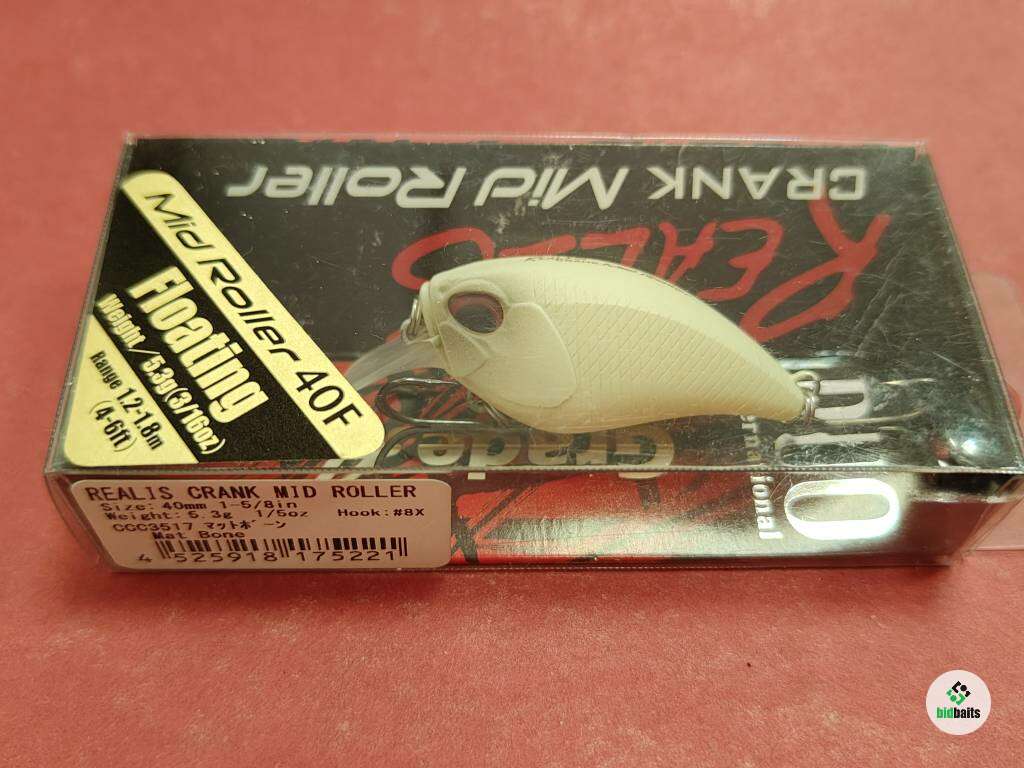 CRANK Mid Roller
REALIS
Mid Roller 40F
Floating
Weight/5.3g(3/16oz)
Range 1.2-1.8m
(4-6ft)
Grade
REALIS CRANK MID ROLLER
Size: 40mm 1-5/8in
Weight: 5.3g 1/5oz Hook: #8X
CCC3517 マットボーン
Mat Bone
4 525918 175221
bidbaits